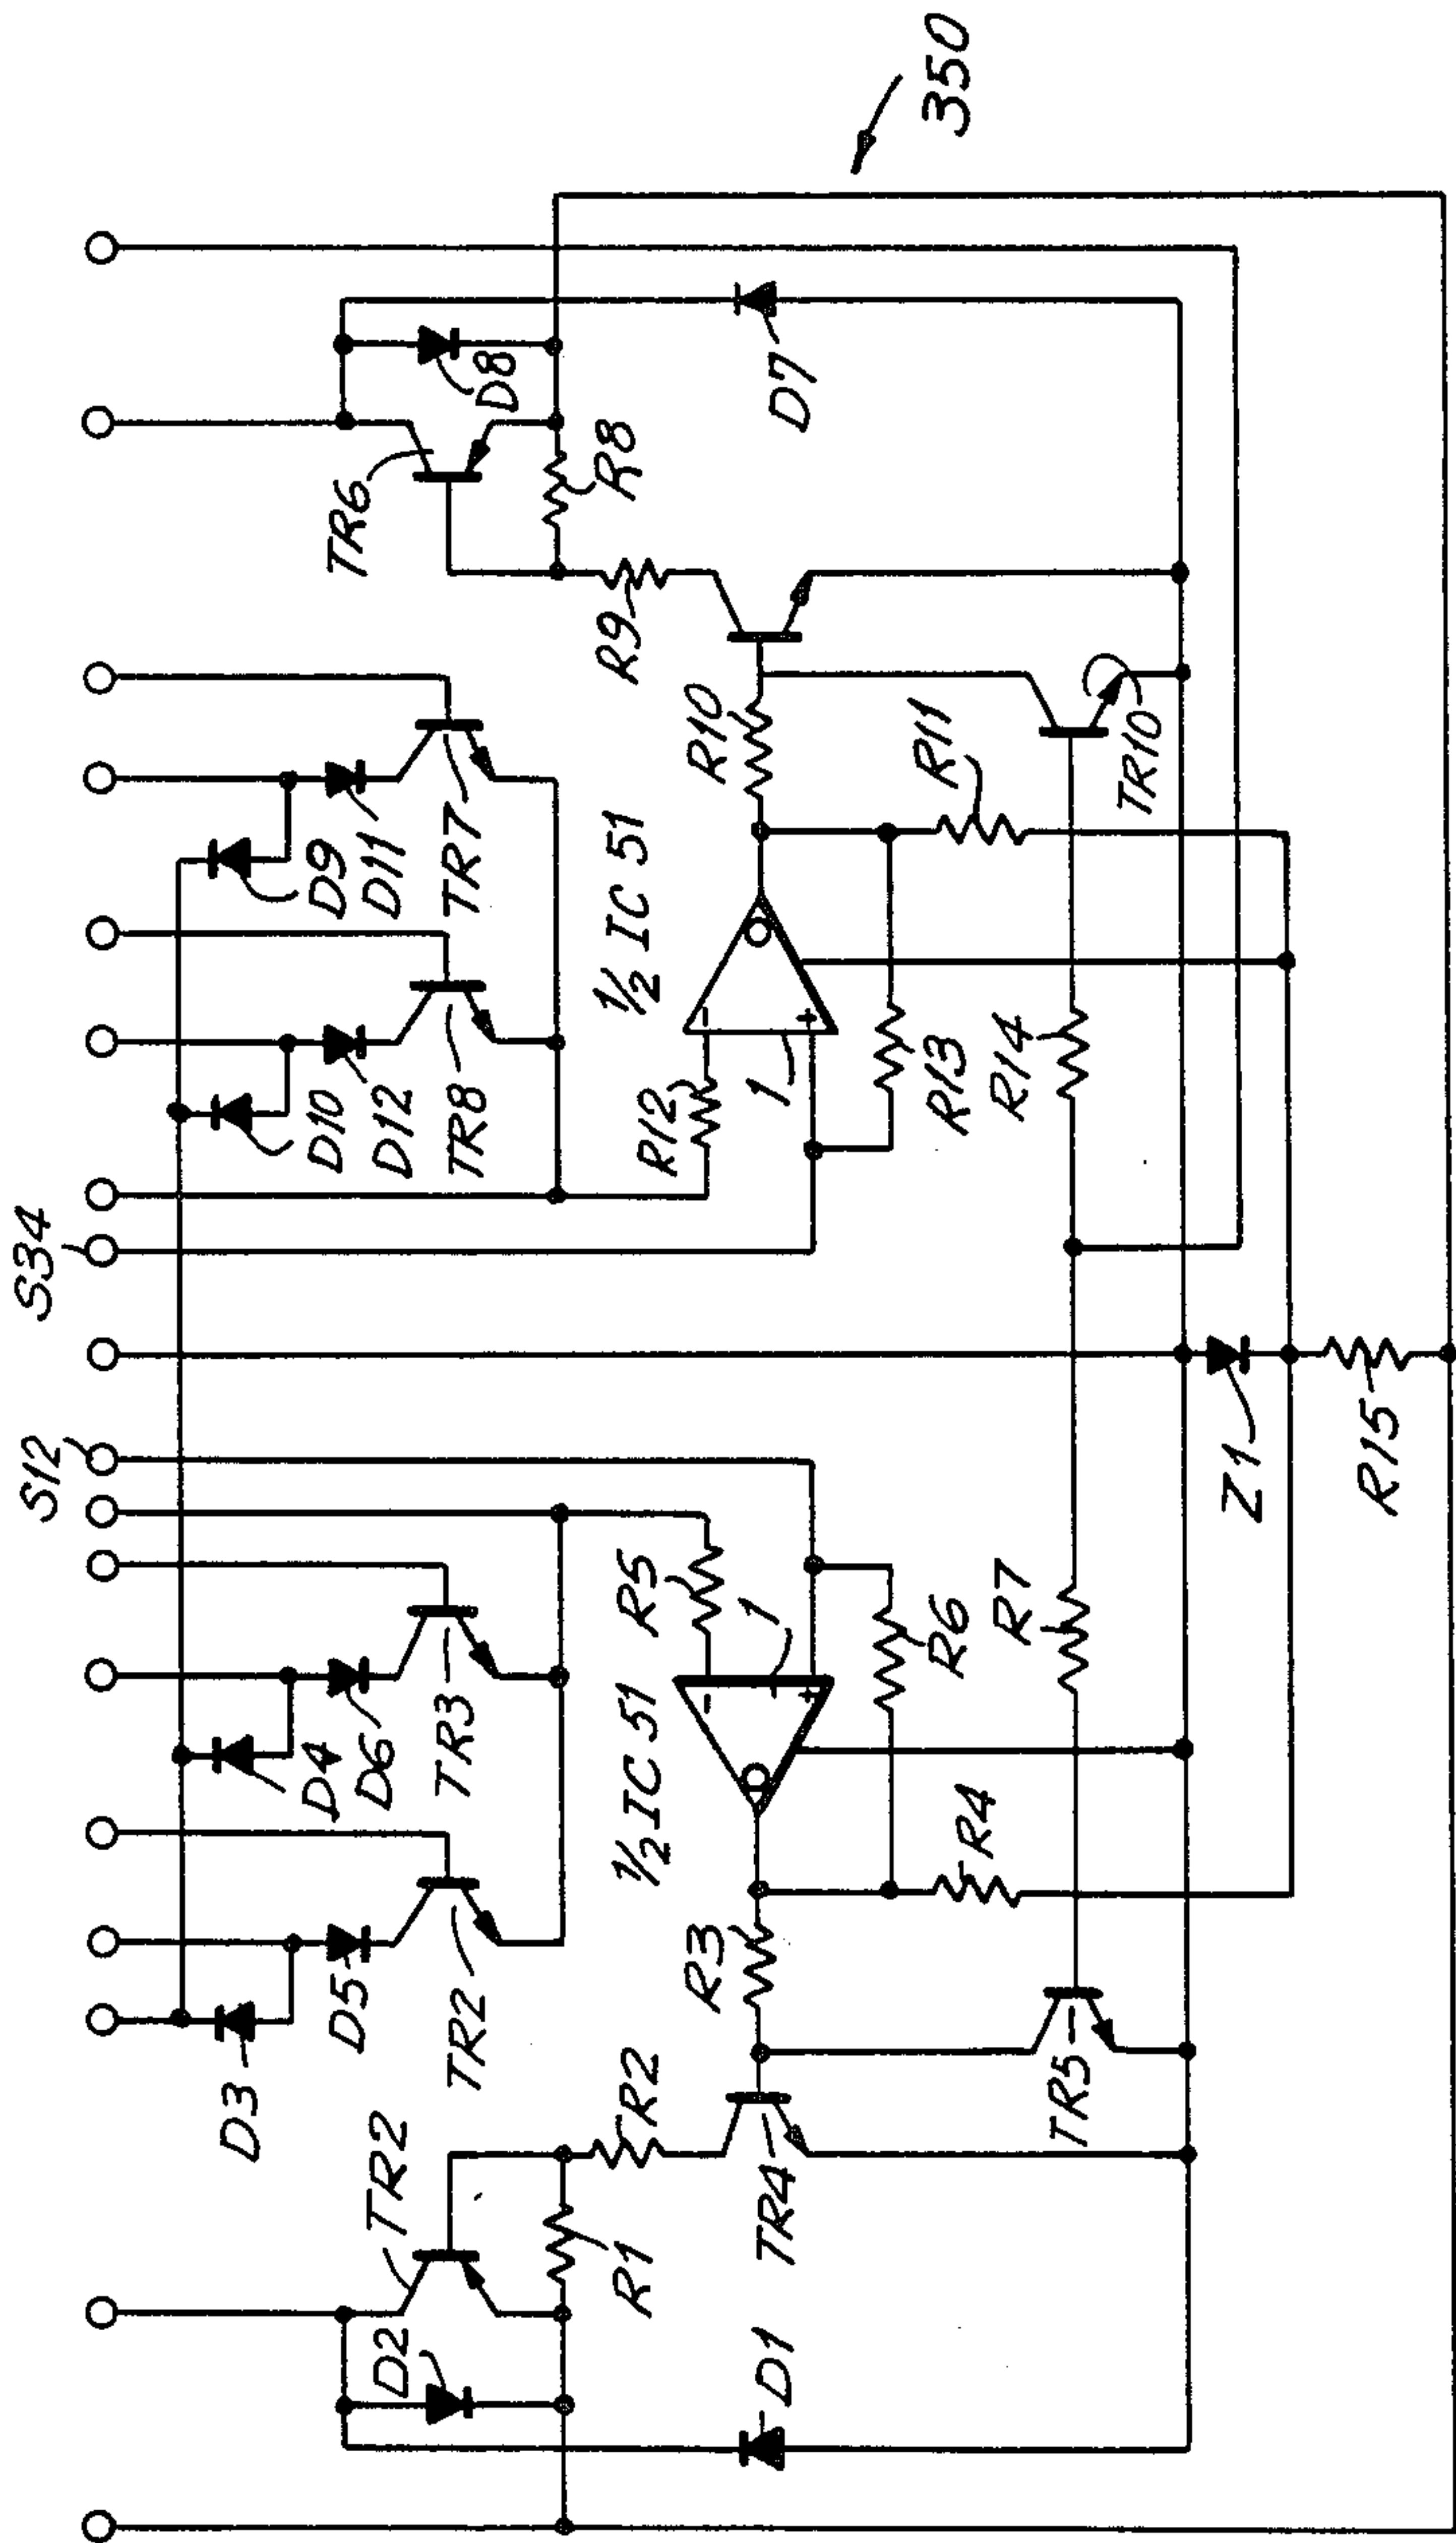 350
S12
S34
D3
D5
D4
D6
D10
D12
D9
D11
TR2
TR2
TR3
TR8
TR7
TR6
D2
D8
R1
R2
R8
R9
½ IC 51
½ IC 51
R5
R12
1
1
-
+
-
+
R3
R10
TR4
D1
D7
R4
R6
R13
R11
TR5
R7
R14
TR10
Z1
R15